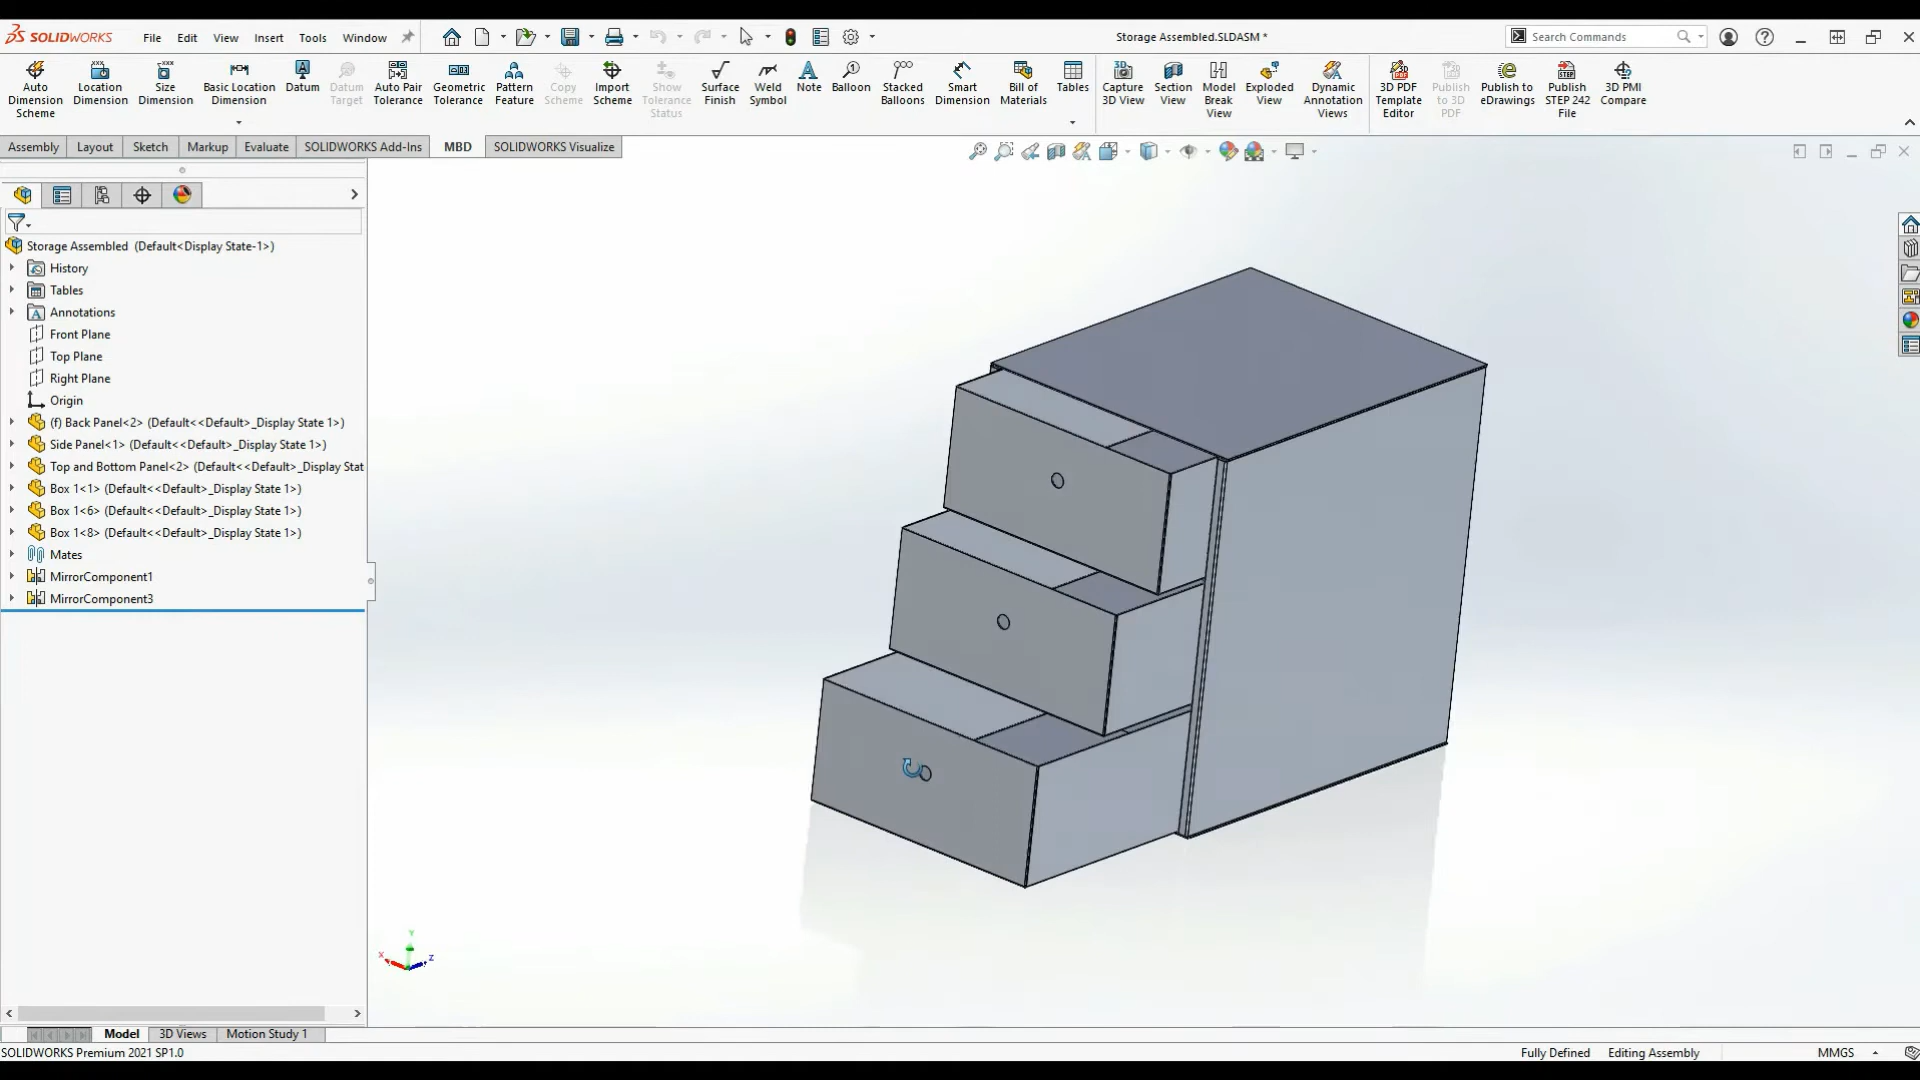 SOLIDWORKS File Edit View Insert Tools Window Storage Assembled.SLDASM * Search Commands
Auto Dimension Scheme
Location Dimension
Size Dimension
Basic Location Dimension
Datum
Datum Target
Auto Pair Tolerance
Geometric Tolerance
Pattern Feature
Copy Scheme
Import Scheme
Show Tolerance Status
Surface Finish
Weld Symbol
Note
Balloon
Stacked Balloons
Smart Dimension
Bill of Materials
Tables
Capture 3D View
Section View
Model Break View
Exploded View
Dynamic Annotation Views
3D PDF Template Editor
Publish to 3D PDF
Publish to eDrawings
Publish STEP 242 File
3D PMI Compare
Assembly Layout Sketch Markup Evaluate SOLIDWORKS Add-Ins MBD SOLIDWORKS Visualize
Storage Assembled (Default<Display State-1>)
History
Tables
Annotations
Front Plane
Top Plane
Right Plane
Origin
(f) Back Panel<2> (Default<<Default>_Display State 1>)
Side Panel<1> (Default<<Default>_Display State 1>)
Top and Bottom Panel<2> (Default<<Default>_Display Stat
Box 1<1> (Default<<Default>_Display State 1>)
Box 1<6> (Default<<Default>_Display State 1>)
Box 1<8> (Default<<Default>_Display State 1>)
Mates
MirrorComponent1
MirrorComponent3
Y
X
Z
Model 3D Views Motion Study 1
SOLIDWORKS Premium 2021 SP1.0 Fully Defined Editing Assembly MMGS